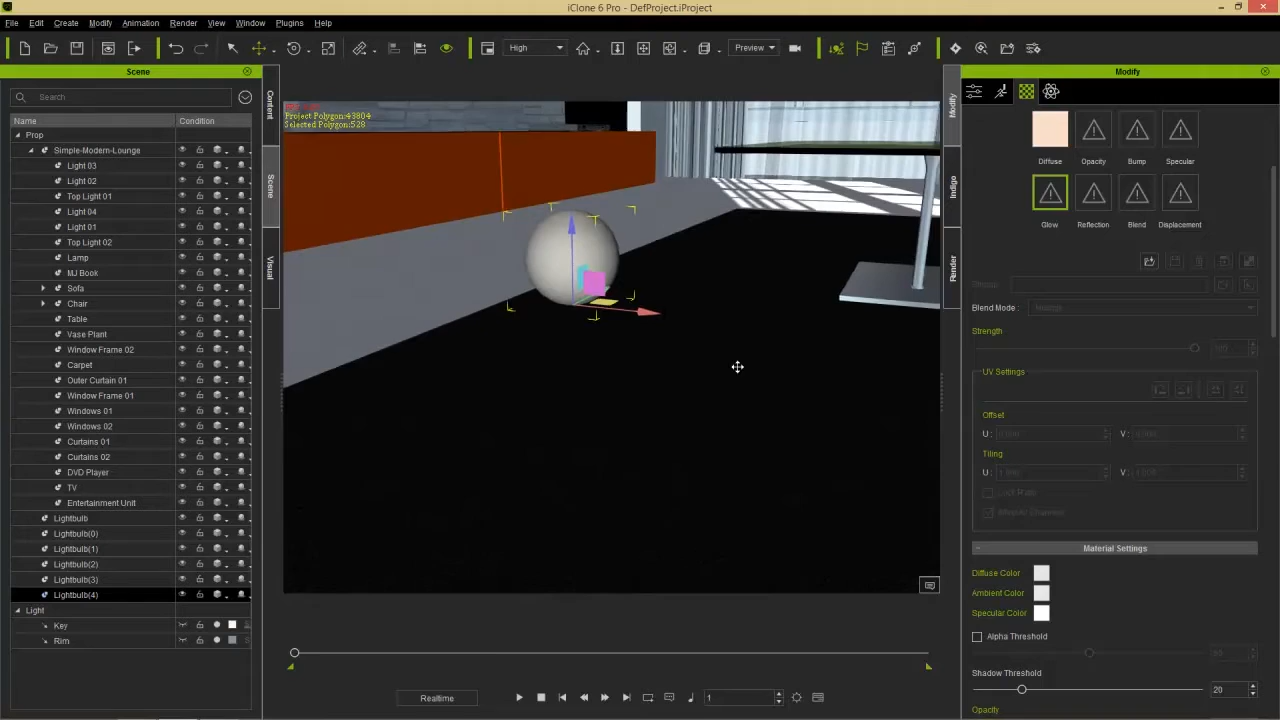 iClone 6 Pro - DefProject.iProject
File Edit Create Modify Animation Render View Window Plugins Help
High Preview
Scene
Search
Name Condition
Prop
Simple-Modern-Lounge
Light 03
Light 02
Top Light 01
Light 04
Light 01
Top Light 02
Lamp
MJ Book
Sofa
Chair
Table
Vase Plant
Window Frame 02
Carpet
Outer Curtain 01
Window Frame 01
Windows 01
Windows 02
Curtains 01
Curtains 02
DVD Player
TV
Entertainment Unit
Lightbulb
Lightbulb(0)
Lightbulb(1)
Lightbulb(2)
Lightbulb(3)
Lightbulb(4)
Light
Key
Rim
Content
Scene
Visual
Project Polygon:43804
Selected Polygon:528
Realtime
1
Modify
Indigo
Render
Modify
Diffuse Opacity Bump Specular
Glow Reflection Blend Displacement
Blend Mode :
Strength
UV Settings
Offset
U : V :
Tiling
U : V :
Material Settings
Diffuse Color
Ambient Color
Specular Color
Alpha Threshold
Shadow Threshold
20
Opacity